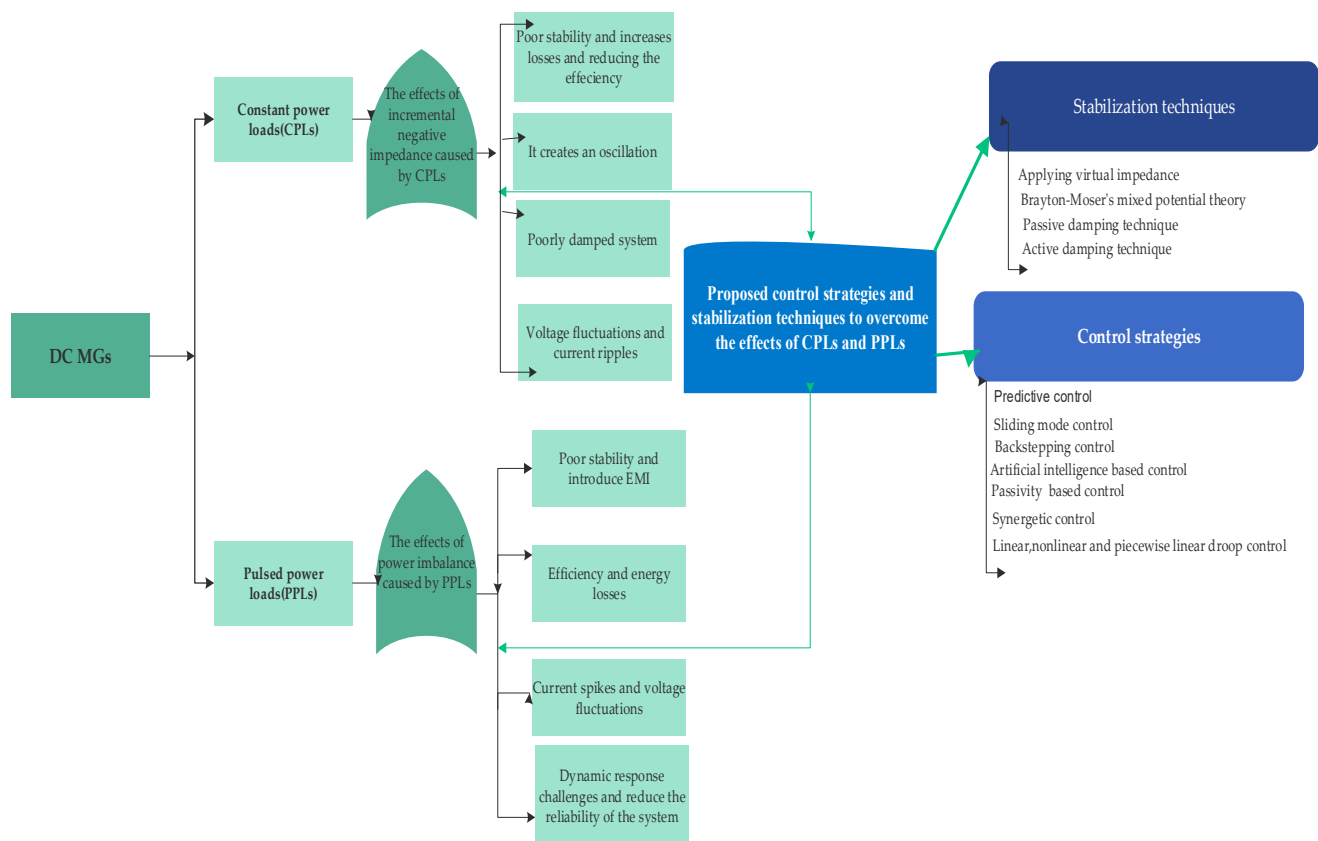 DC MGs
Constant power
loads(CPLs)
The effects of
incremental
negative
impedance caused
by CPLs
Poor stability and increases
losses and reducing the
effeciency
It creates an oscillation
Poorly damped system
Voltage fluctuations and
current ripples
Pulsed power
loads(PPLs)
The effects of
power imbalance
caused by PPLs
Poor stability and
introduce EMI
Efficiency and energy
losses
Current spikes and voltage
fluctuations
Dynamic response
challenges and reduce the
reliability of the system
Proposed control strategies and
stabilization techniques to overcome
the effects of CPLs and PPLs
Stabilization techniques
Applying virtual impedance
Brayton-Moser's mixed potential theory
Passive damping technique
Active damping technique
Control strategies
Predictive control
Sliding mode control
Backstepping control
Artificial intelligence based control
Passivity based control
Synergetic control
Linear,nonlinear and piecewise linear droop control